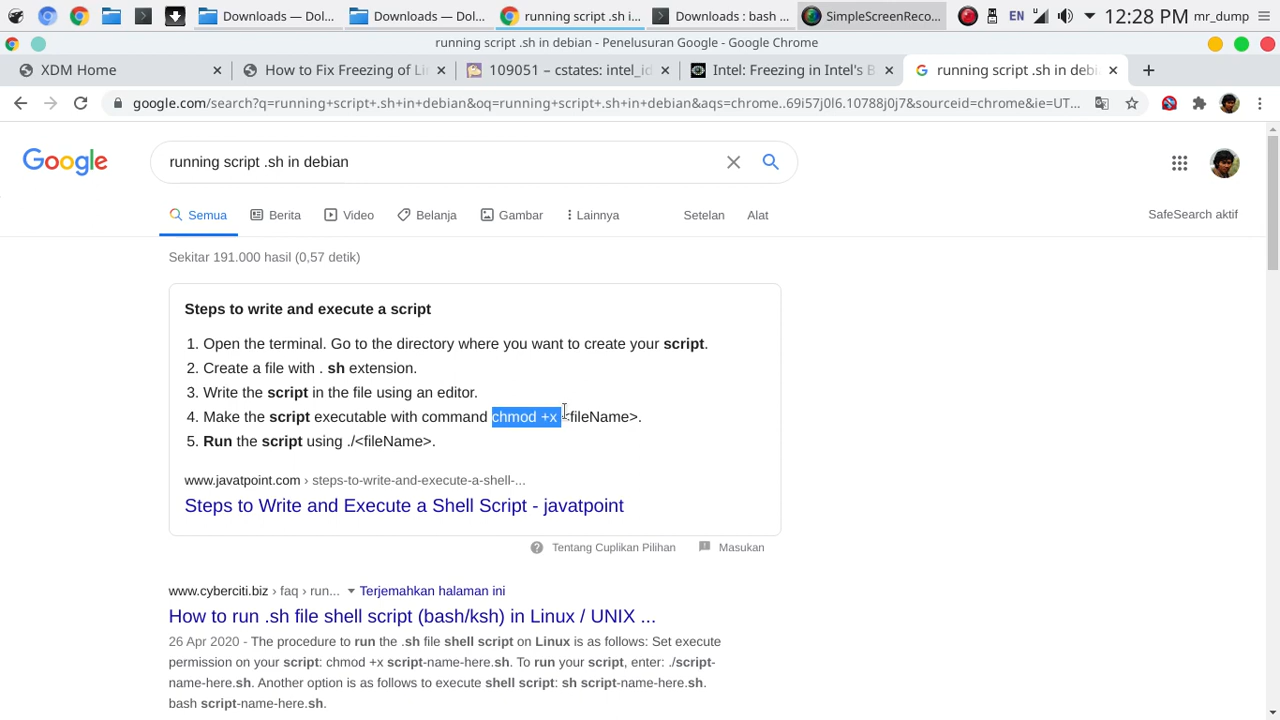 Downloads — Dol...
Downloads — Dol...
running script .sh i...
Downloads : bash ...
SimpleScreenReco...
EN
12:28 PM
mr_dump
running script .sh in debian - Penelusuran Google - Google Chrome
XDM Home
How to Fix Freezing of Li
109051 – cstates: intel_id
Intel: Freezing in Intel's B
running script .sh in debi
google.com/search?q=running+script+.sh+in+debian&oq=running+script+.sh+in+debian&aqs=chrome..69i57j0l6.10788j0j7&sourceid=chrome&ie=UT...
Google
running script .sh in debian
Semua
Berita
Video
Belanja
Gambar
Lainnya
Setelan
Alat
SafeSearch aktif
Sekitar 191.000 hasil (0,57 detik)
Steps to write and execute a script
1. Open the terminal. Go to the directory where you want to create your script.
2. Create a file with . sh extension.
3. Write the script in the file using an editor.
4. Make the script executable with command chmod +x <fileName>.
5. Run the script using ./<fileName>.
www.javatpoint.com › steps-to-write-and-execute-a-shell-...
Steps to Write and Execute a Shell Script - javatpoint
Tentang Cuplikan Pilihan
Masukan
www.cyberciti.biz › faq › run... Terjemahkan halaman ini
How to run .sh file shell script (bash/ksh) in Linux / UNIX ...
26 Apr 2020 - The procedure to run the .sh file shell script on Linux is as follows: Set execute
permission on your script: chmod +x script-name-here.sh. To run your script, enter: ./script-
name-here.sh. Another option is as follows to execute shell script: sh script-name-here.sh.
bash script-name-here.sh.